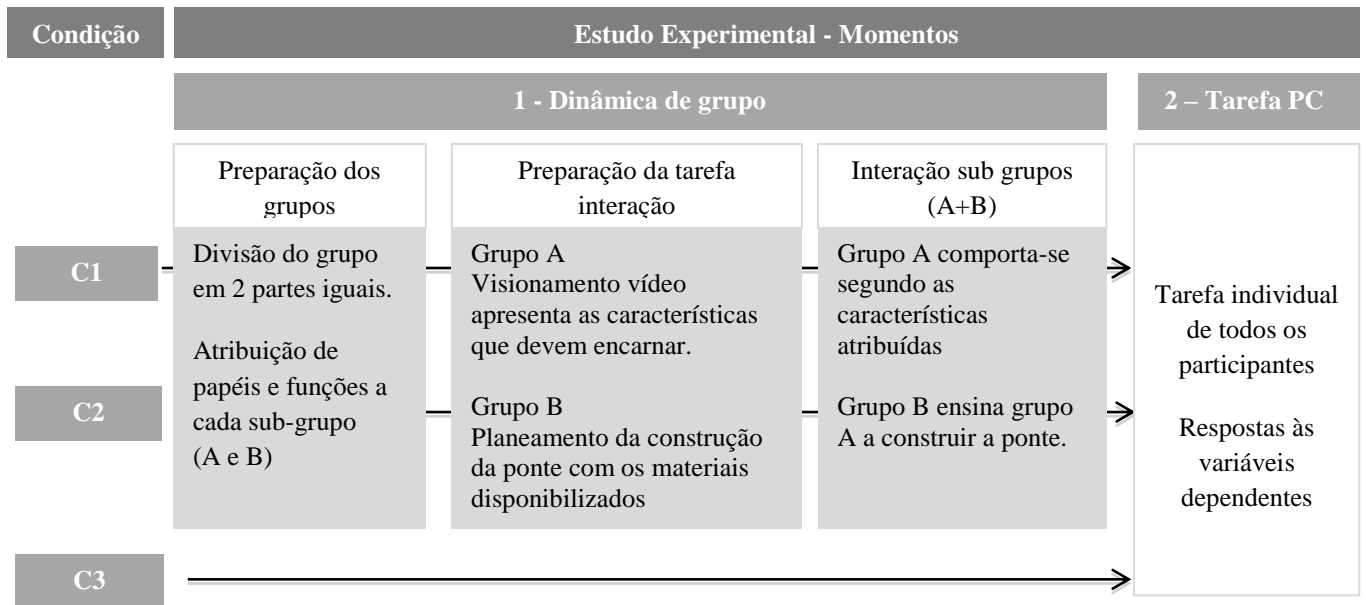 Condição
Estudo Experimental - Momentos
1 - Dinâmica de grupo
2 – Tarefa PC
Preparação dos
grupos
Preparação da tarefa
interação
Interação sub grupos
(A+B)
C1
Divisão do grupo
em 2 partes iguais.
Atribuição de
papéis e funções a
cada sub-grupo
(A e B)
Grupo A
Visionamento vídeo
apresenta as características
que devem encarnar.
Grupo B
Planeamento da construção
da ponte com os materiais
disponibilizados
Grupo A comporta-se
segundo as
características
atribuídas
Grupo B ensina grupo
A a construir a ponte.
Tarefa individual
de todos os
participantes
Respostas às
variáveis
dependentes
C2
C3